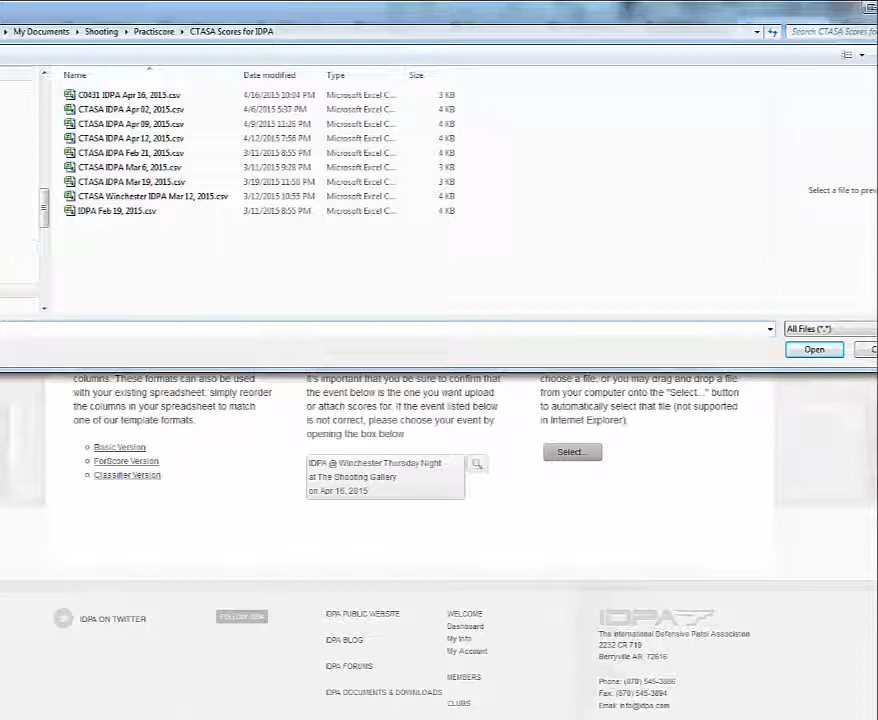 My Documents ▸ Shooting ▸ Practiscore ▸ CTASA Scores for IDPA
Search CTASA Scores for
Name Date modified Type Size
C0431 IDPA Apr 16, 2015.csv 4/16/2015 10:04 PM Microsoft Excel C... 3 KB
CTASA IDPA Apr 02, 2015.csv 4/6/2015 5:37 PM Microsoft Excel C... 4 KB
CTASA IDPA Apr 09, 2015.csv 4/9/2015 11:26 PM Microsoft Excel C... 3 KB
CTASA IDPA Apr 12, 2015.csv 4/12/2015 7:56 PM Microsoft Excel C... 4 KB
CTASA IDPA Feb 21, 2015.csv 3/11/2015 8:55 PM Microsoft Excel C... 4 KB
CTASA IDPA Mar 6, 2015.csv 3/11/2015 9:28 PM Microsoft Excel C... 4 KB
CTASA IDPA Mar 19, 2015.csv 3/19/2015 11:50 PM Microsoft Excel C... 3 KB
CTASA Winchester IDPA Mar 12, 2015.csv 3/12/2015 10:55 PM Microsoft Excel C... 4 KB
IDPA Feb 19, 2015.csv 3/11/2015 8:55 PM Microsoft Excel C... 4 KB
Select a file to prev
All Files (*.*)
Open C
columns. These formats can also be used
with your existing spreadsheet; simply reorder
the columns in your spreadsheet to match
one of our template formats.
Basic Version
ForScore Version
Classifier Version
It's important that you be sure to confirm that
the event below is the one you want upload
or attach scores for. If the event listed below
is not correct, please choose your event by
opening the box below
IDPA @ Winchester Thursday Night
at The Shooting Gallery
on Apr 16, 2015
choose a file, or you may drag and drop a file
from your computer onto the "Select..." button
to automatically select that file (not supported
in Internet Explorer)
Select...
IDPA ON TWITTER
FOLLOW IDPA
IDPA PUBLIC WEBSITE
IDPA BLOG
IDPA FORUMS
IDPA DOCUMENTS & DOWNLOADS
WELCOME
Dashboard
My Info
My Account
MEMBERS
CLUBS
IDPA
The International Defensive Pistol Association
2232 CR 719
Berryville AR, 72616
Phone: (870) 545-3886
Fax: (870) 545-3894
Email: info@idpa.com